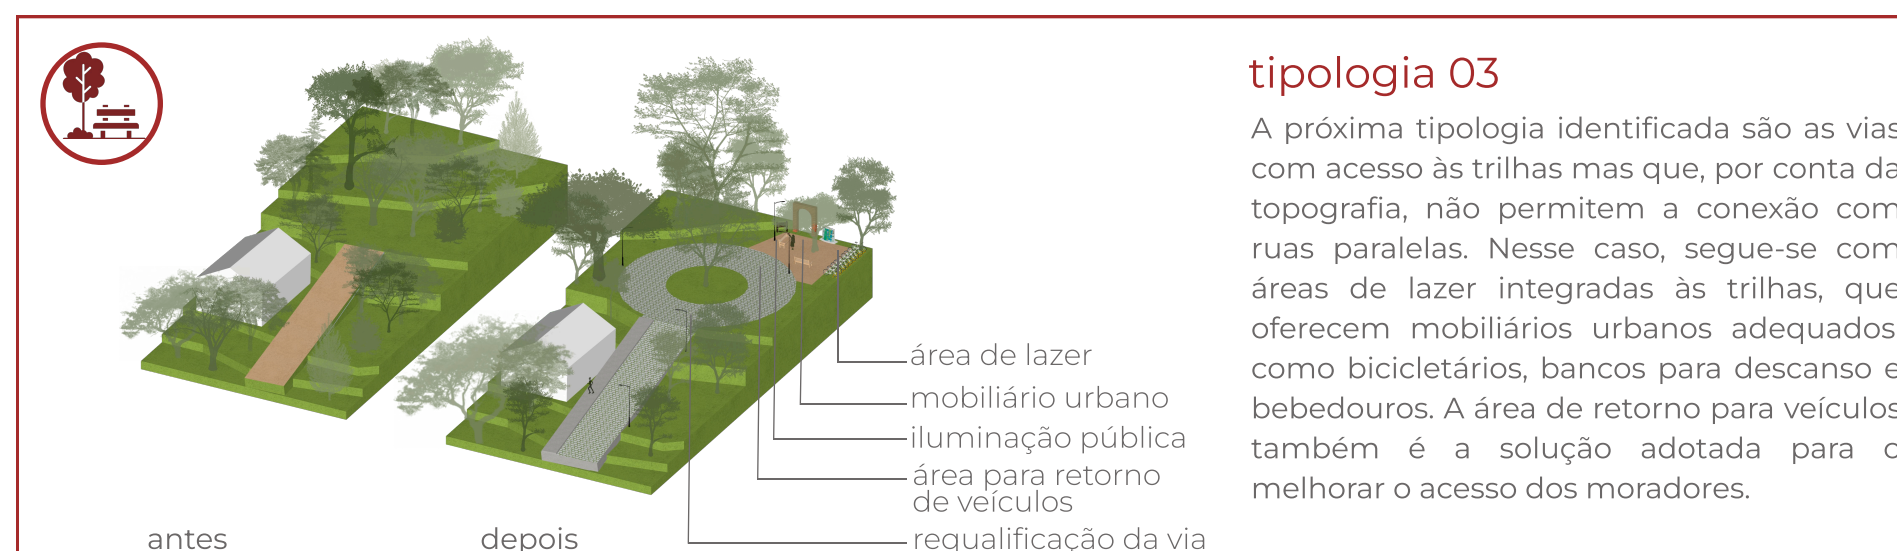 tipologia 03
A próxima tipologia identificada são as vias
com acesso às trilhas mas que, por conta da
topografia, não permitem a conexão com
ruas paralelas. Nesse caso, segue-se com
áreas de lazer integradas às trilhas, que
oferecem mobiliários urbanos adequados
como bicicletários, bancos para descanso e
bebedouros. A área de retorno para veículos
também é a solução adotada para o
melhorar o acesso dos moradores.
área de lazer
mobiliário urbano
iluminação pública
área para retorno
de veículos
requalificação da via
antes
depois